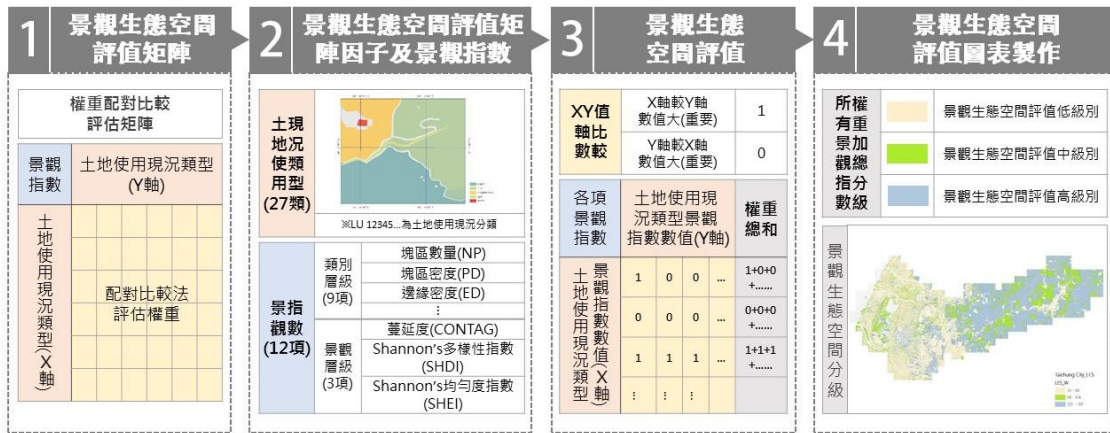 1
景觀生態空間
評值矩陣
權重配對比較
評估矩陣
景觀
指數
土地使用現況類型
(Y軸)
土地使用現況類型(X軸)
配對比較法
評估權重
2
景觀生態空間評值矩
陣因子及景觀指數
土地使用
現況類型
(27類)
※LU 12345...為土地使用現況分類
景觀
指數
(12項)
類別
層級
(9項)
塊區數量(NP)
塊區密度(PD)
邊緣密度(ED)
⋮
景觀
層級
(3項)
蔓延度(CONTAG)
Shannon's多樣性指數
(SHDI)
Shannon's均勻度指數
(SHEI)
3
景觀生態
空間評值
XY值
軸比
數較
X軸較Y軸
數值大(重要)
1
Y軸較X軸
數值大(重要)
0
各項
景觀
指數
土地使用現
況類型景觀
指數數值(Y軸)
權重
總和
土地使用現況類型
景觀指數數值(X軸)
1 0 0 ...
1+0+0
+......
0 0 0 ...
0+0+0
+......
1 1 1 ...
1+1+1
+......
⋮ ⋮ ⋮
4
景觀生態空間
評值圖表製作
所有景觀指數
權重加總分級
景觀生態空間評值低級別
景觀生態空間評值中級別
景觀生態空間評值高級別
景觀生態空間分級
Taichung City_LCS
LES_W